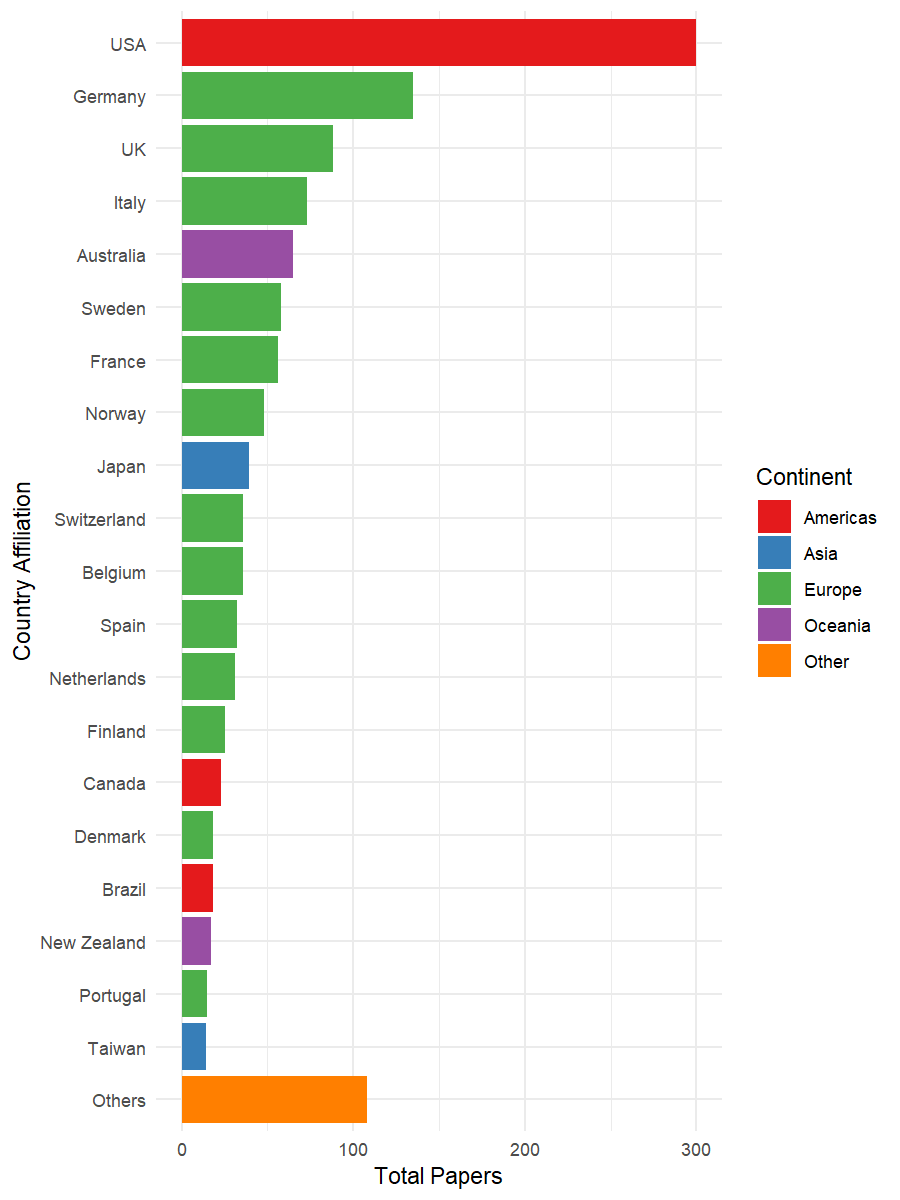 USA
Germany
UK
Italy
Australia
Sweden
France
Norway
Japan
Switzerland
Belgium
Spain
Netherlands
Finland
Canada
Denmark
Brazil
New Zealand
Portugal
Taiwan
Others
0 100 200 300
Total Papers
Country Affiliation
Continent
Americas
Asia
Europe
Oceania
Other